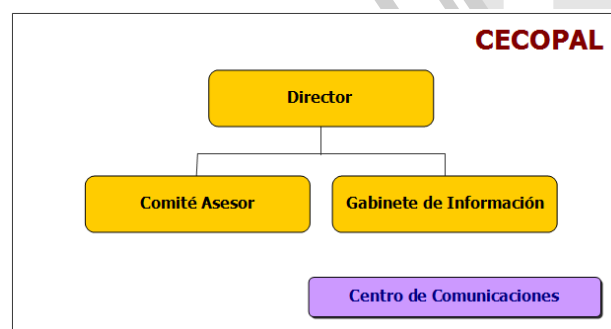 CECOPAL
Director
Comité Asesor
Gabinete de Información
Centro de Comunicaciones